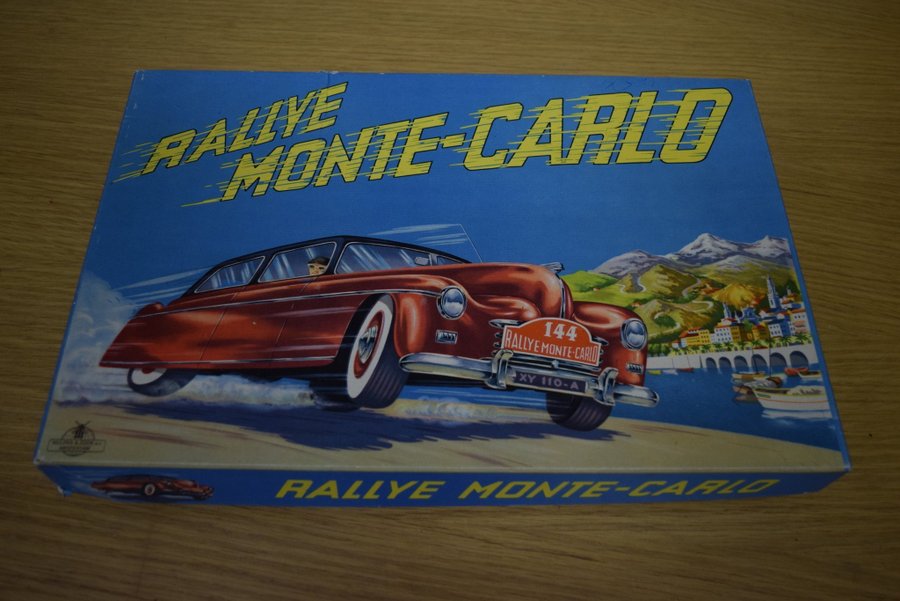 RALLYE
MONTE-CARLO
144
RALLYE MONTE-CARLO
XY 110-A
RALLYE MONTE-CARLO